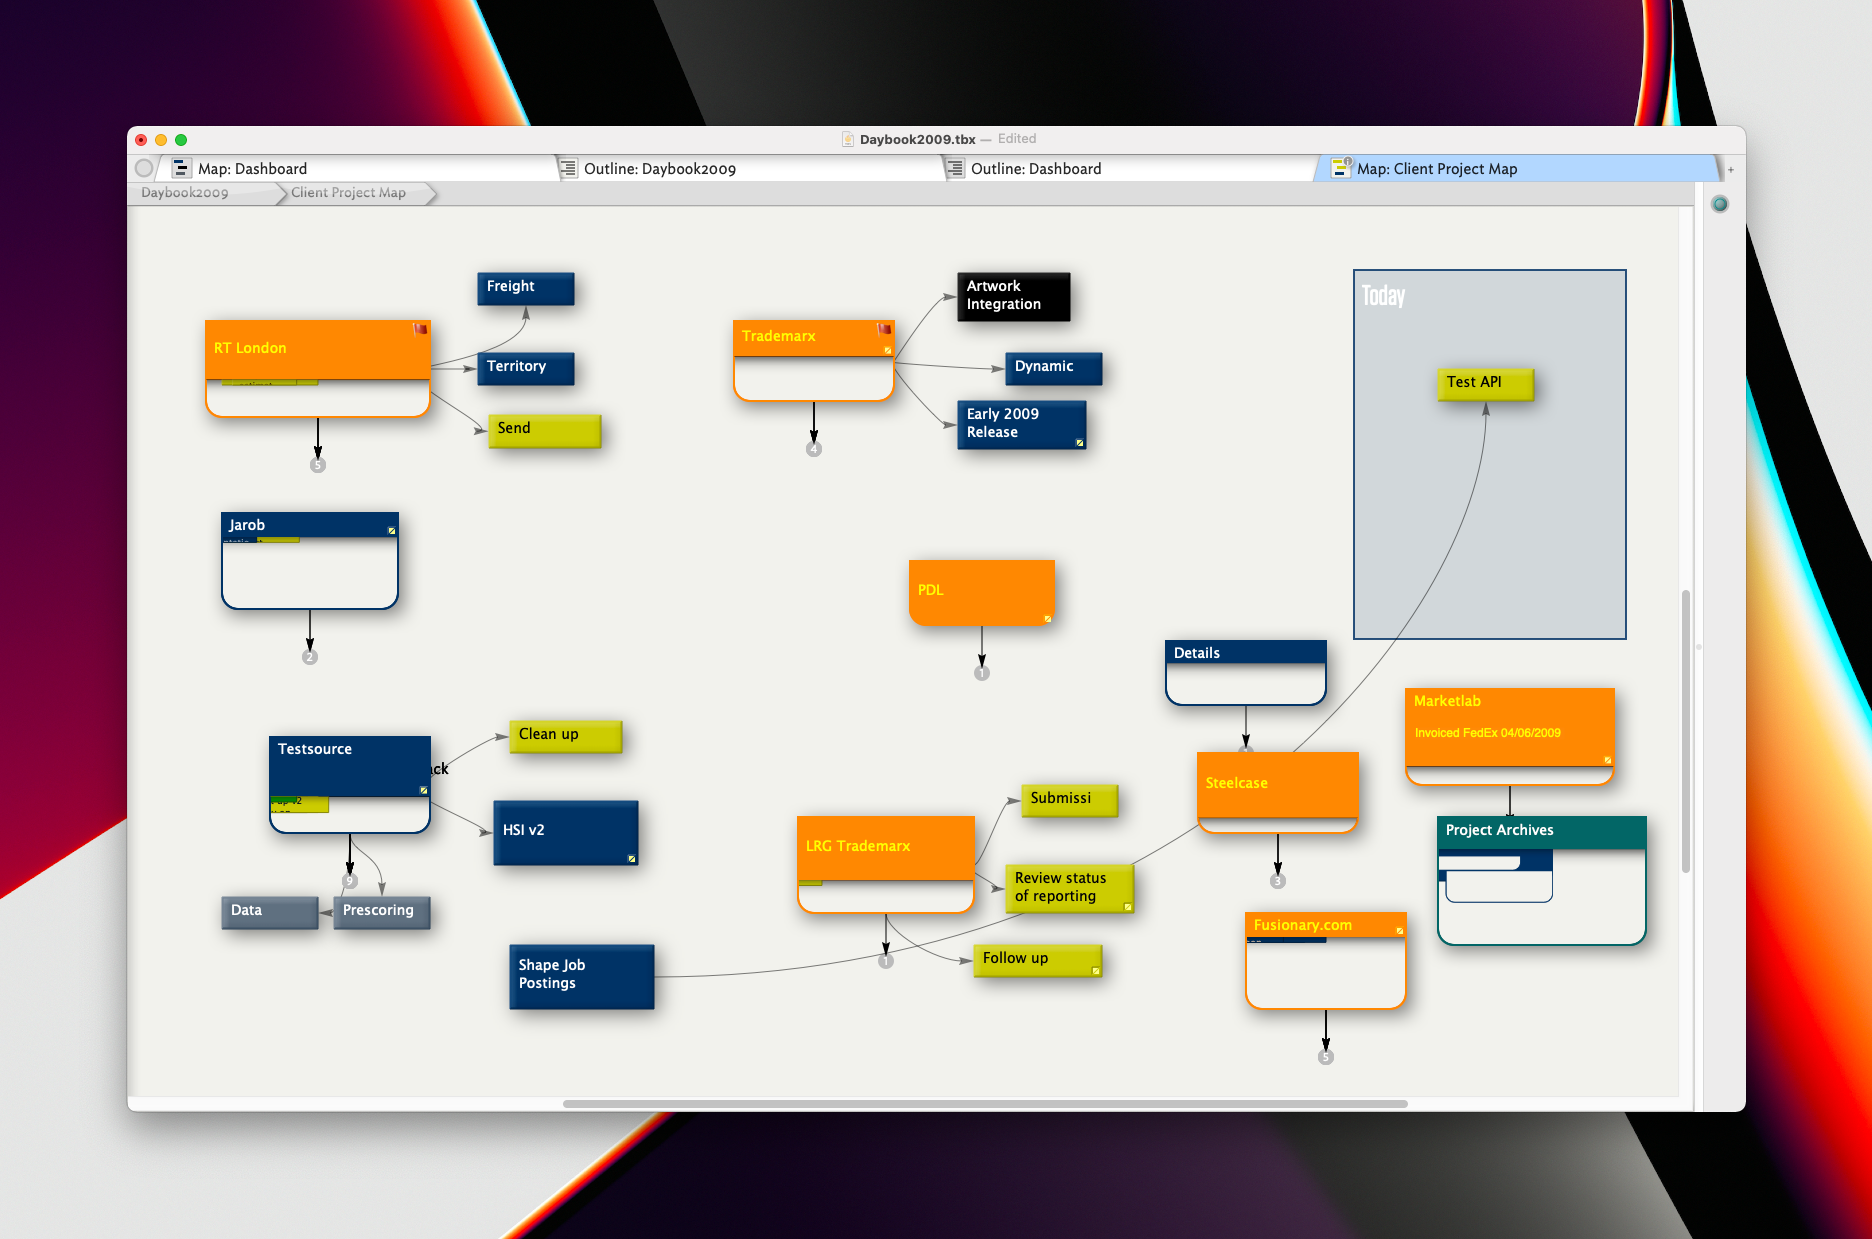 Daybook2009.tbx — Edited
Map: Dashboard
Outline: Daybook2009
Outline: Dashboard
Map: Client Project Map
+
Daybook2009
Client Project Map
Freight
RT London
Territory
Send
5
Trademarx
Artwork
Integration
Dynamic
Early 2009
Release
4
Today
Test API
Jarob
2
PDL
1
Details
Marketlab
Invoiced FedEx 04/06/2009
Testsource
ack
Clean up
HSI v2
9
Data
Prescoring
Shape Job
Postings
LRG Trademarx
Submissi
Review status
of reporting
Follow up
1
Steelcase
3
Project Archives
Fusionary.com
5